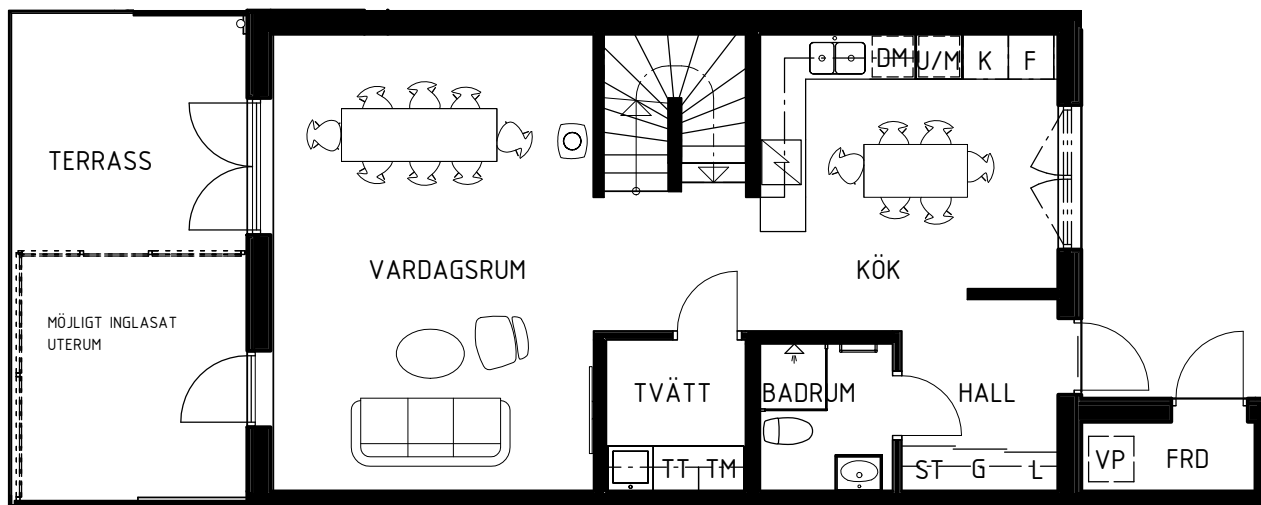 DM U/M K F
TERRASS
VARDAGSRUM
KÖK
MÖJLIGT INGLASAT
UTERUM
TVÄTT
BADRUM
HALL
TT TM
ST G L
VP
FRD